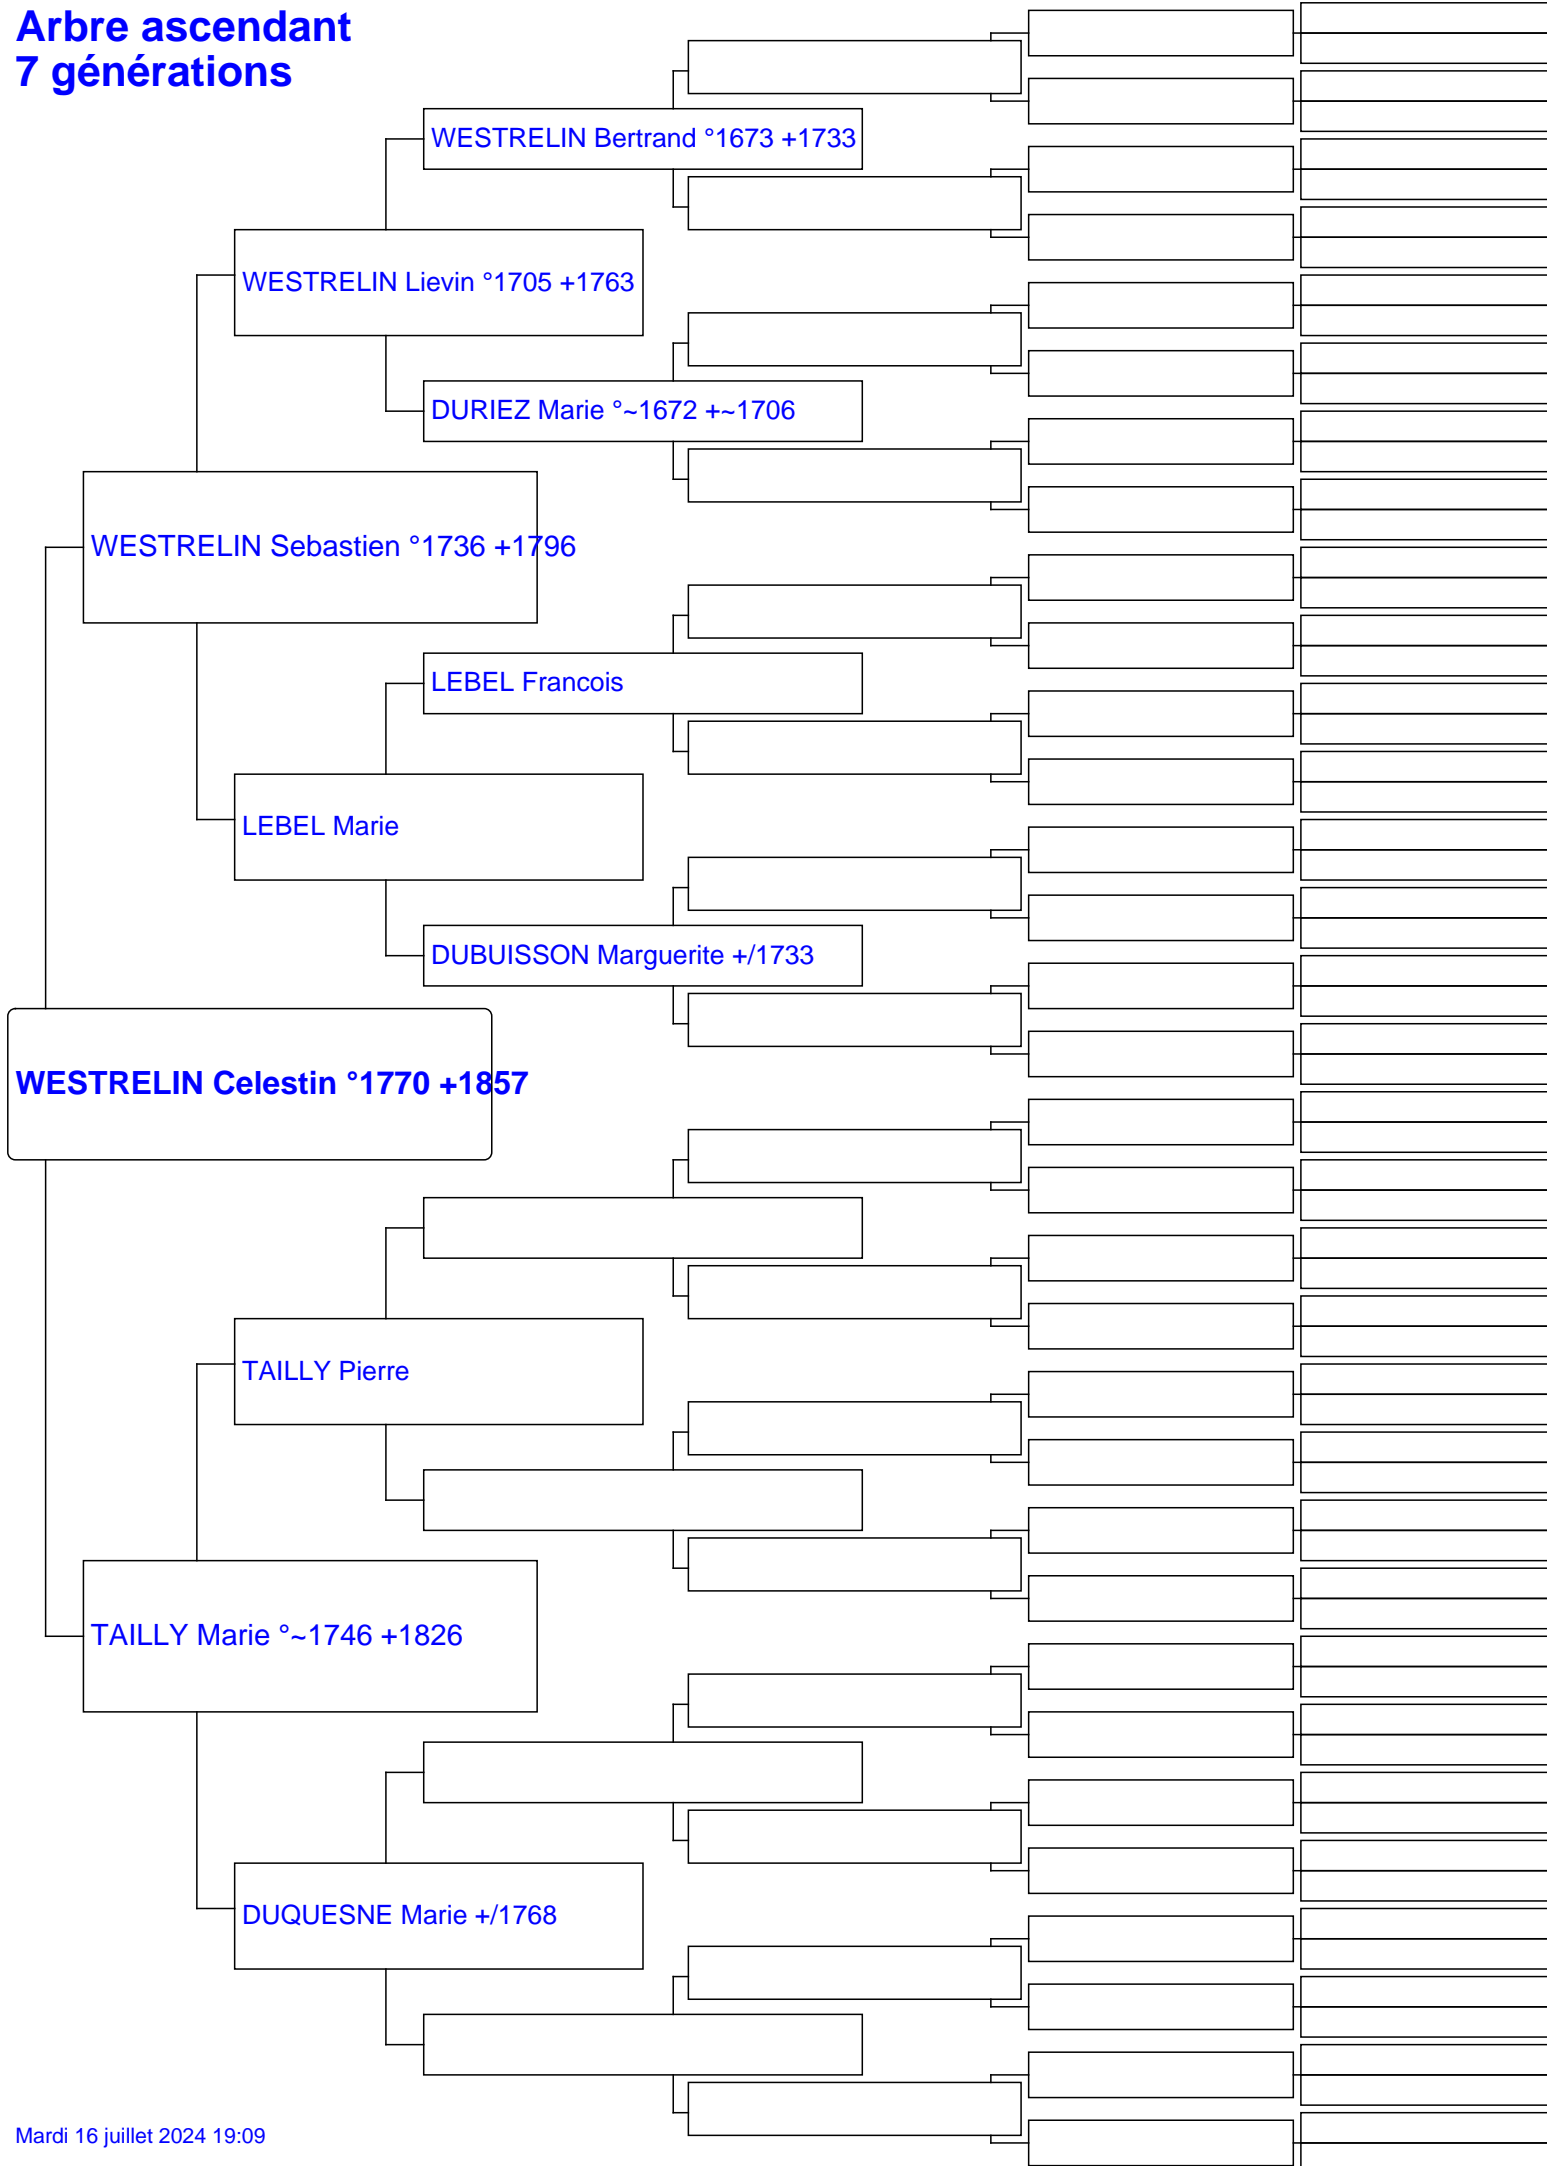 Arbre ascendant
7 générations
WESTRELIN Bertrand °1673 +1733
WESTRELIN Lievin °1705 +1763
DURIEZ Marie °~1672 +~1706
WESTRELIN Sebastien °1736 +1796
LEBEL Francois
LEBEL Marie
DUBUISSON Marguerite +/1733
WESTRELIN Celestin °1770 +1857
TAILLY Pierre
TAILLY Marie °~1746 +1826
DUQUESNE Marie +/1768
Mardi 16 juillet 2024 19:09